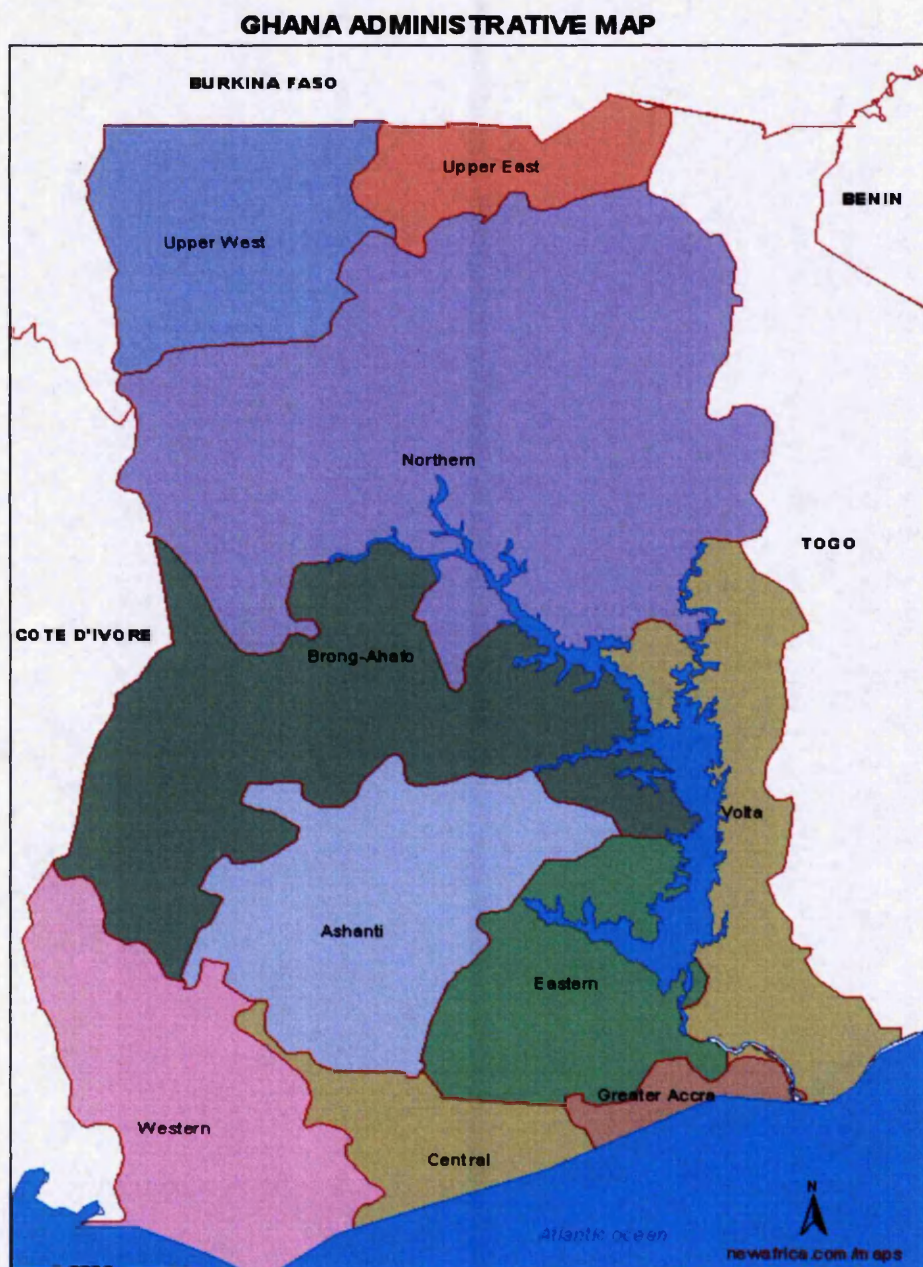 GHANA ADMINISTRATIVE MAP
BURKINA FASO
Upper East
BENIN
Upper West
Northern
TOGO
COTE D'IVORE
Brong-Ahafo
Volta
Ashanti
Eastern
Greater Accra
Western
Central
N
Atlantic ocean
newafrica.com/maps